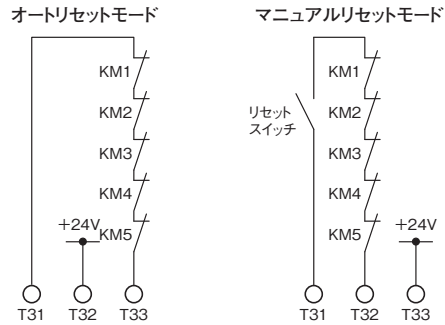 オートリセットモード
KM1
KM2
KM3
KM4
KM5
+24V
T31
T32
T33
マニュアルリセットモード
リセット
スイッチ
KM1
KM2
KM3
KM4
KM5
+24V
T31
T32
T33